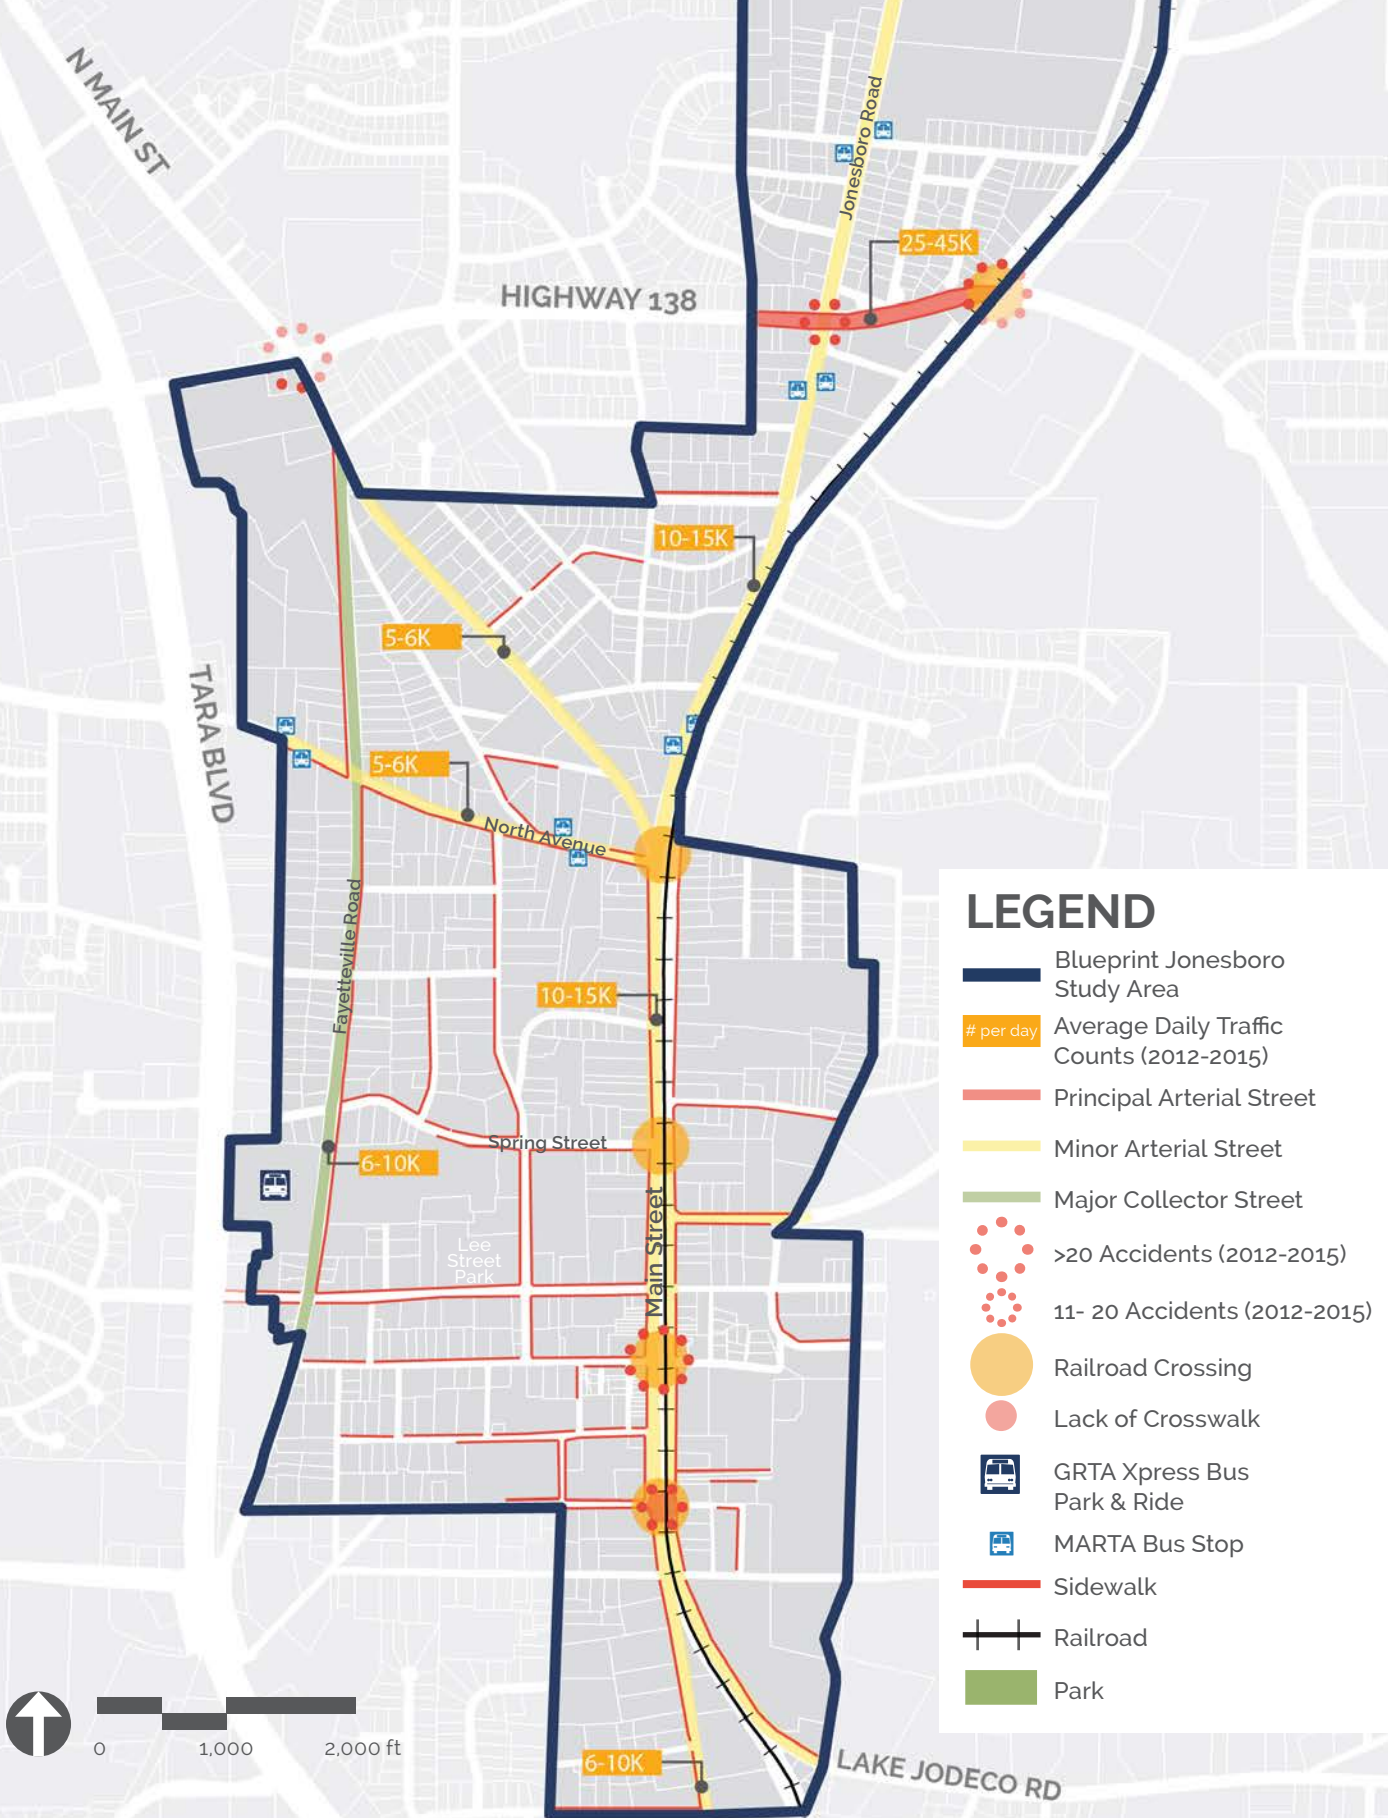 N MAIN ST
Jonesboro Road
25-45K
HIGHWAY 138
10-15K
5-6K
TARA BLVD
5-6K
North Avenue
Fayetteville Road
10-15K
Spring Street
6-10K
Main Street
Lee
Street
Park
6-10K
LAKE JODECO RD
0 1,000 2,000 ft
LEGEND
Blueprint Jonesboro
Study Area
# per day
Average Daily Traffic
Counts (2012-2015)
Principal Arterial Street
Minor Arterial Street
Major Collector Street
>20 Accidents (2012-2015)
11- 20 Accidents (2012-2015)
Railroad Crossing
Lack of Crosswalk
GRTA Xpress Bus
Park & Ride
MARTA Bus Stop
Sidewalk
Railroad
Park